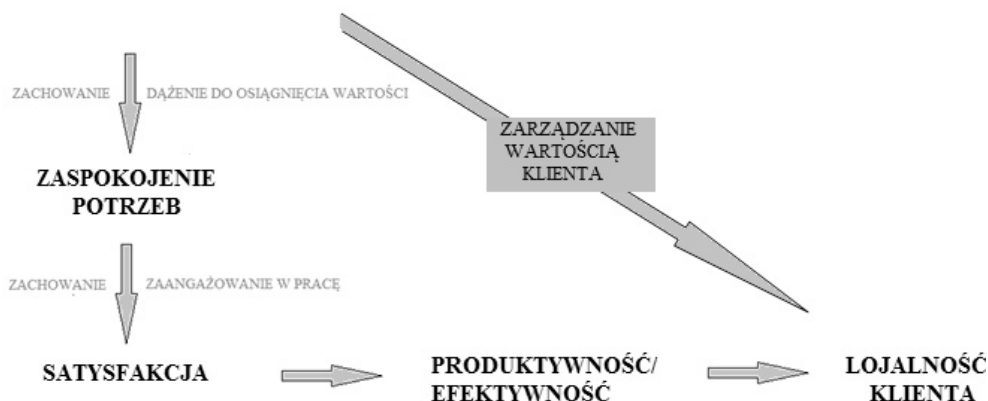 ZACHOWANIE DĄŻENIE DO OSIĄGNIĘCIA WARTOŚCI
ZARZĄDZANIE
WARTOŚCIĄ
KLIENTA
ZASPOKOJENIE
POTRZEB
ZACHOWANIE ZAANGAŻOWANIE W PRACĘ
SATYSFAKCJA
PRODUKTYWNOŚĆ/
EFEKTYWNOŚĆ
LOJALNOŚĆ
KLIENTA